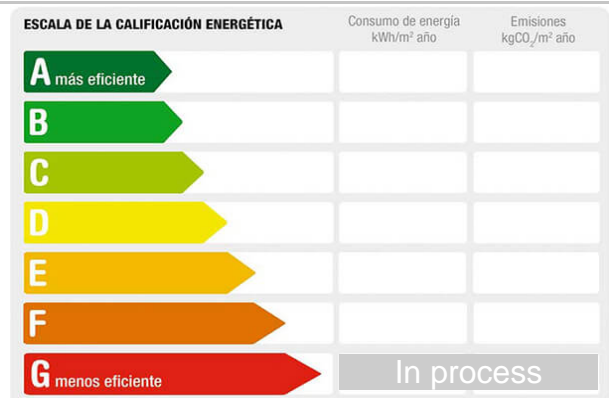 ESCALA DE LA CALIFICACIÓN ENERGÉTICA
Consumo de energía
kWh/m² año
Emisiones
kgCO₂/m² año
A más eficiente
B
C
D
E
F
G menos eficiente
In process